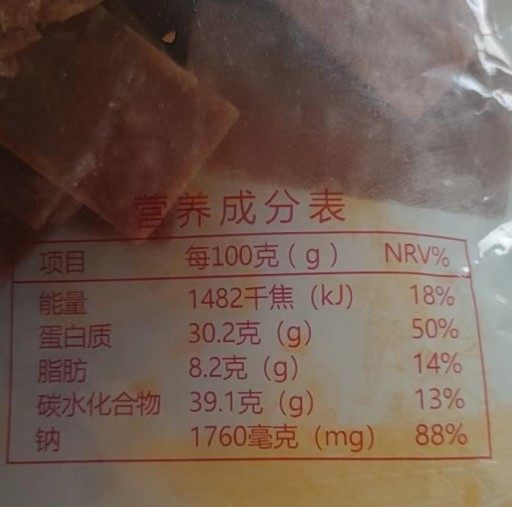 营养成分表
项目 每100克（g） NRV%
能量 1482千焦（kJ） 18%
蛋白质 30.2克（g） 50%
脂肪 8.2克（g） 14%
碳水化合物 39.1克（g） 13%
钠 1760毫克（mg） 88%